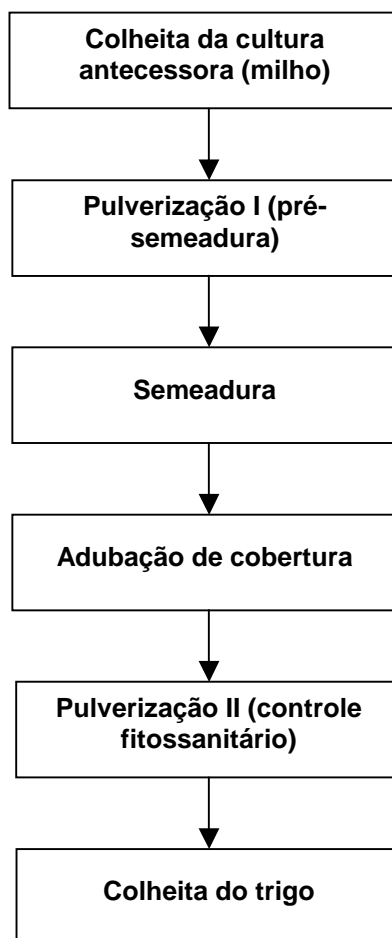 Colheita da cultura
antecessora (milho)
Pulverização I (pré-
semeadura)
Semeadura
Adubação de cobertura
Pulverização II (controle
fitossanitário)
Colheita do trigo